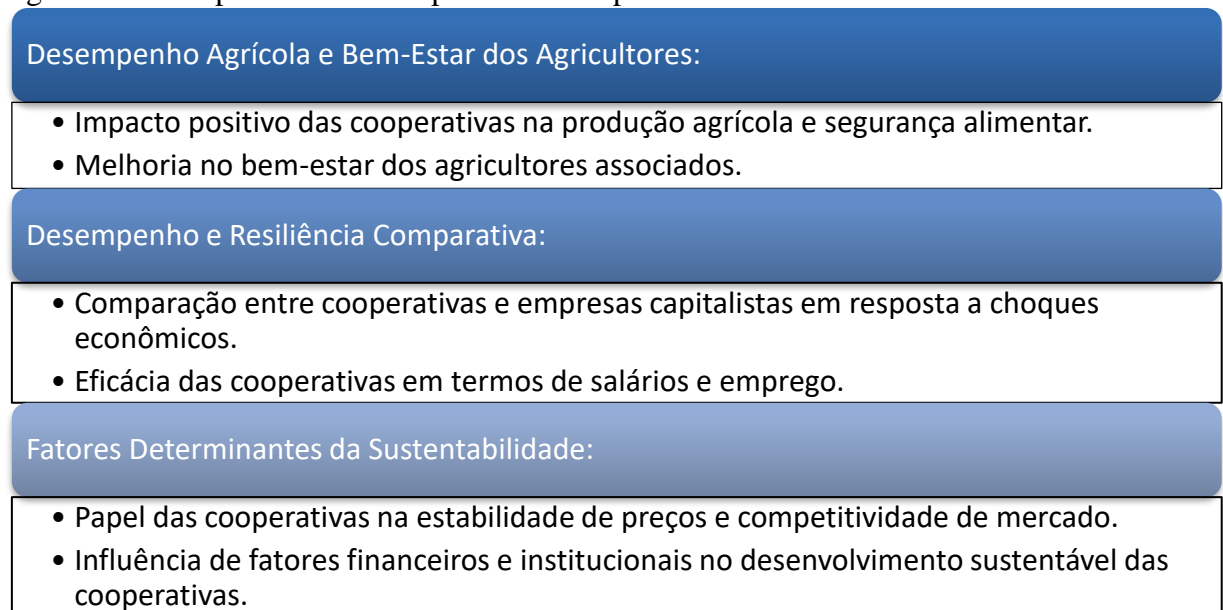 Desempenho Agrícola e Bem-Estar dos Agricultores:
• Impacto positivo das cooperativas na produção agrícola e segurança alimentar.
• Melhoria no bem-estar dos agricultores associados.
Desempenho e Resiliência Comparativa:
• Comparação entre cooperativas e empresas capitalistas em resposta a choques
econômicos.
• Eficácia das cooperativas em termos de salários e emprego.
Fatores Determinantes da Sustentabilidade:
• Papel das cooperativas na estabilidade de preços e competitividade de mercado.
• Influência de fatores financeiros e institucionais no desenvolvimento sustentável das
cooperativas.